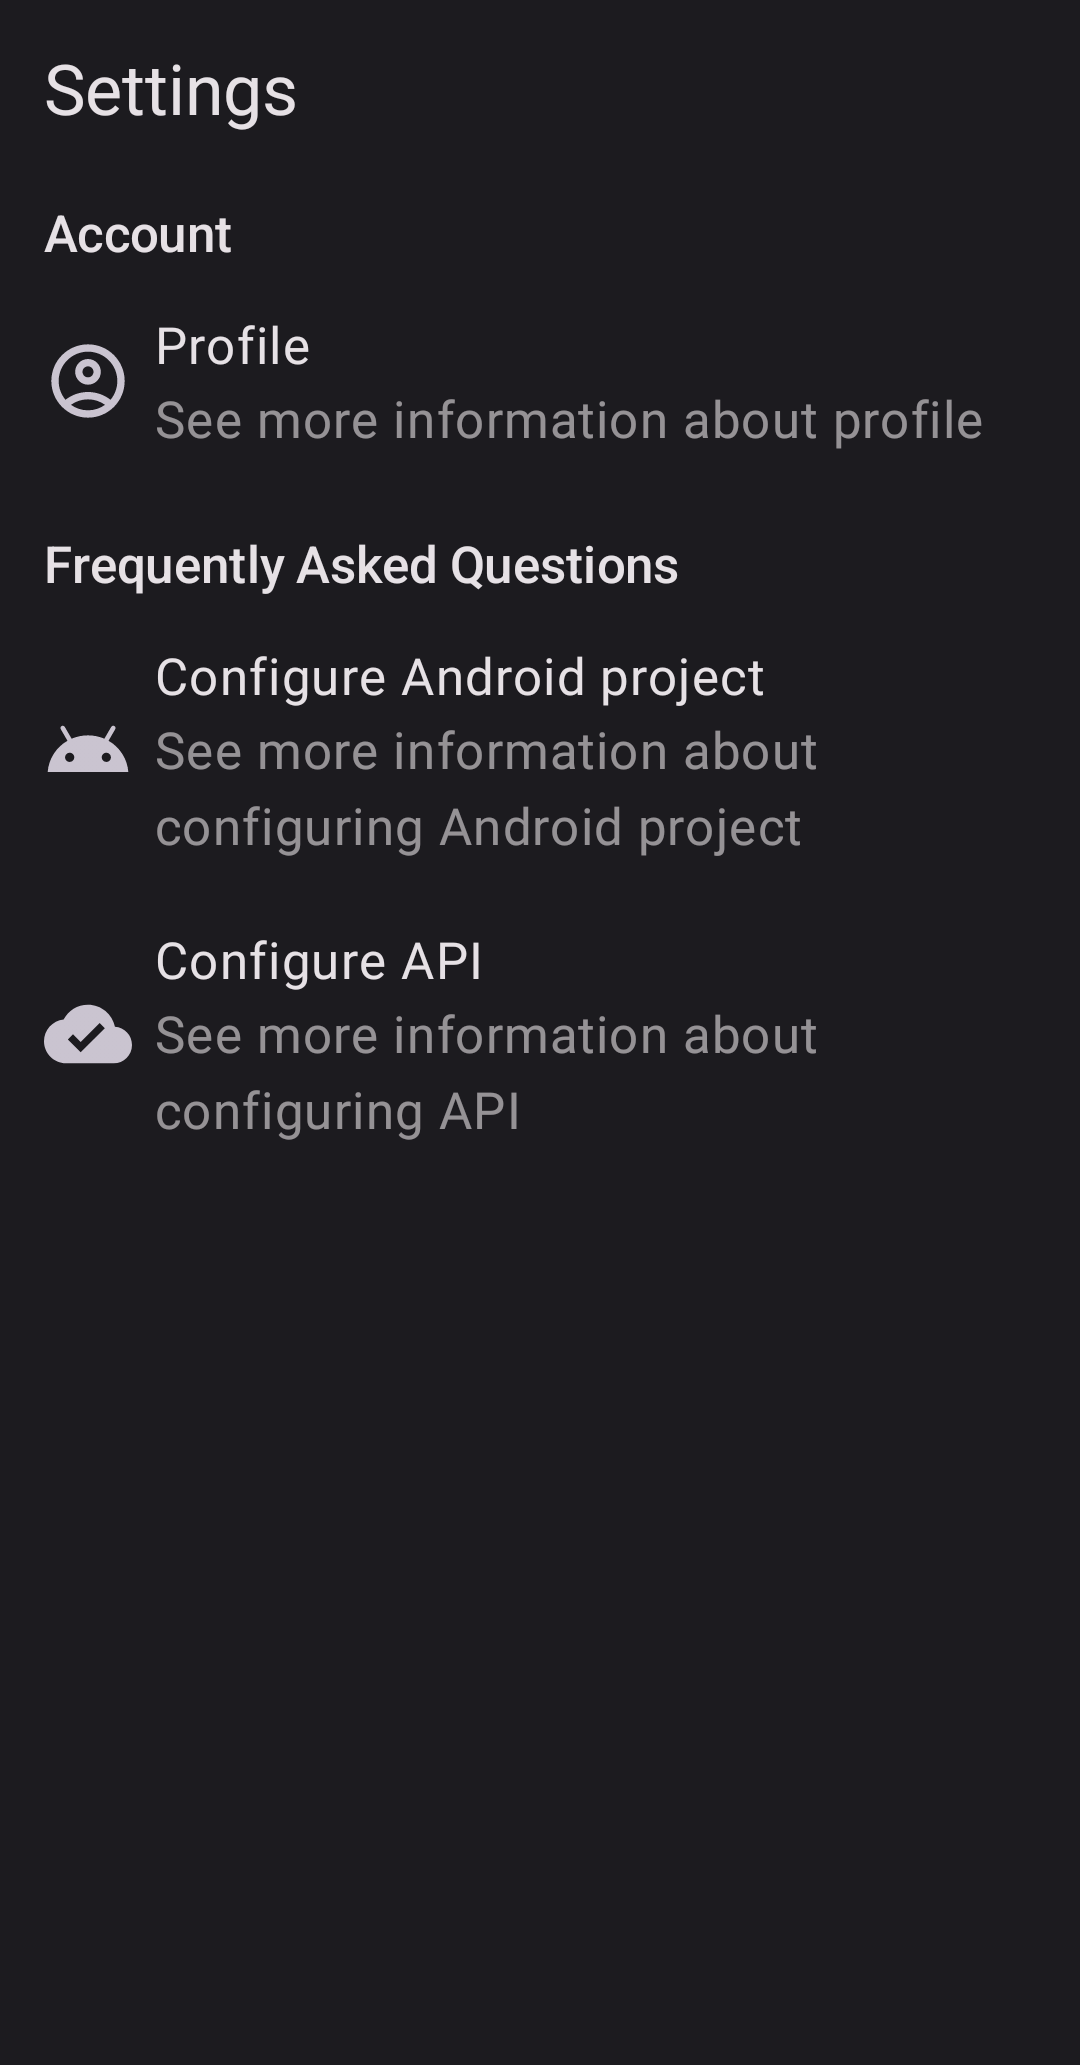 Settings
Account
Profile
See more information about profile
Frequently Asked Questions
Configure Android project
See more information about
configuring Android project
Configure API
See more information about
configuring API